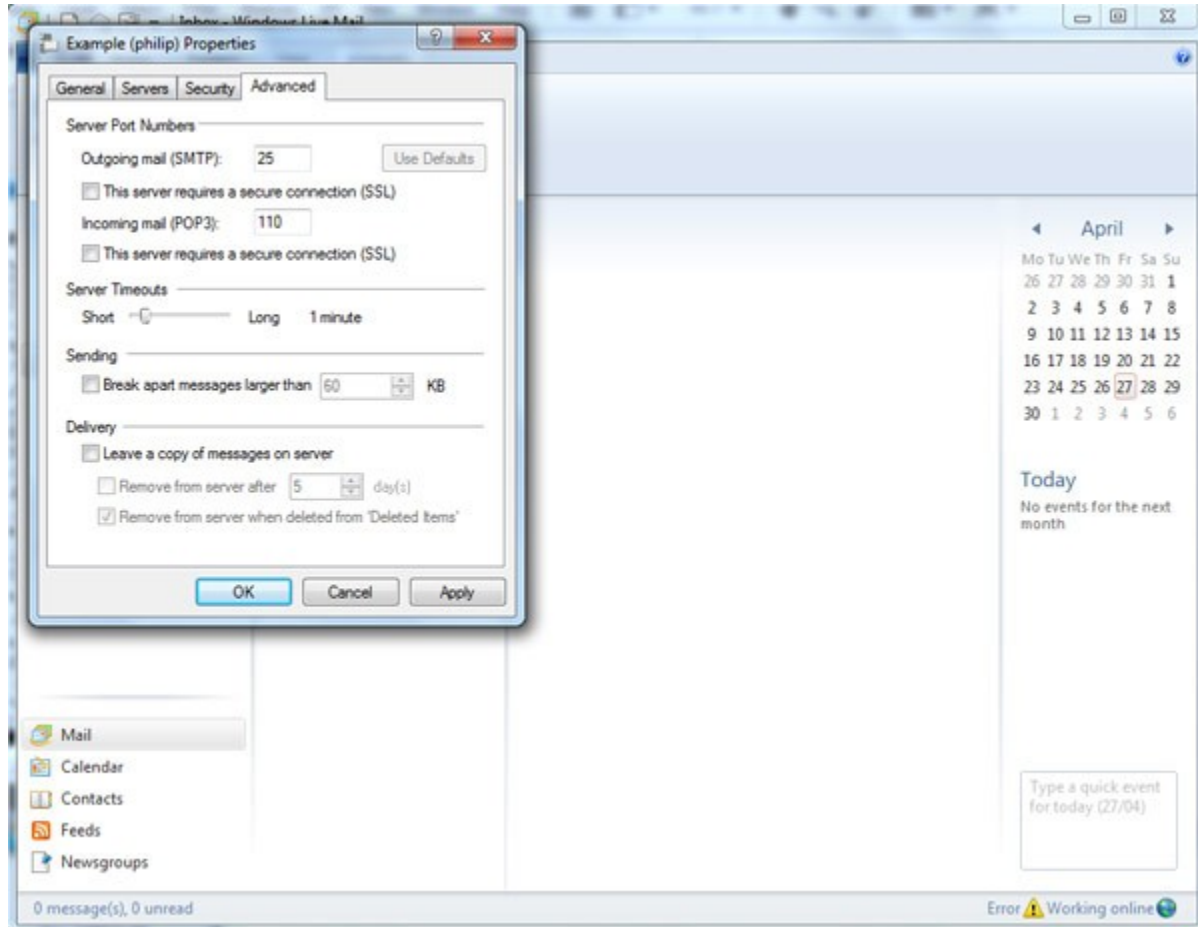 Inbox - Windows Live Mail
Example (philip) Properties
General Servers Security Advanced
Server Port Numbers
Outgoing mail (SMTP): 25 Use Defaults
This server requires a secure connection (SSL)
Incoming mail (POP3): 110
This server requires a secure connection (SSL)
Server Timeouts
Short Long 1 minute
Sending
Break apart messages larger than 60 KB
Delivery
Leave a copy of messages on server
Remove from server after 5 day(s)
Remove from server when deleted from 'Deleted Items'
OK Cancel Apply
Mail
Calendar
Contacts
Feeds
Newsgroups
April
Mo Tu We Th Fr Sa Su
26 27 28 29 30 31 1
2 3 4 5 6 7 8
9 10 11 12 13 14 15
16 17 18 19 20 21 22
23 24 25 26 27 28 29
30 1 2 3 4 5 6
Today
No events for the next
month
Type a quick event
for today (27/04)
0 message(s), 0 unread
Error Working online